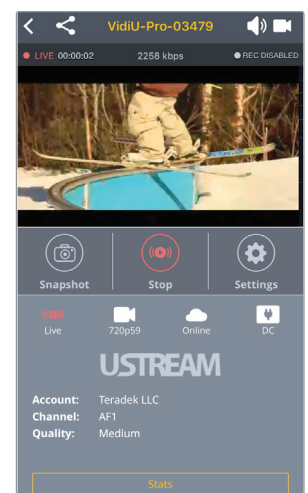 VidiU-Pro-03479
LIVE 00:00:02 2258 kbps REC DISABLED
Snapshot Stop Settings
Live 720p59 Online DC
USTREAM
Account: Teradek LLC
Channel: AF1
Quality: Medium
Stats